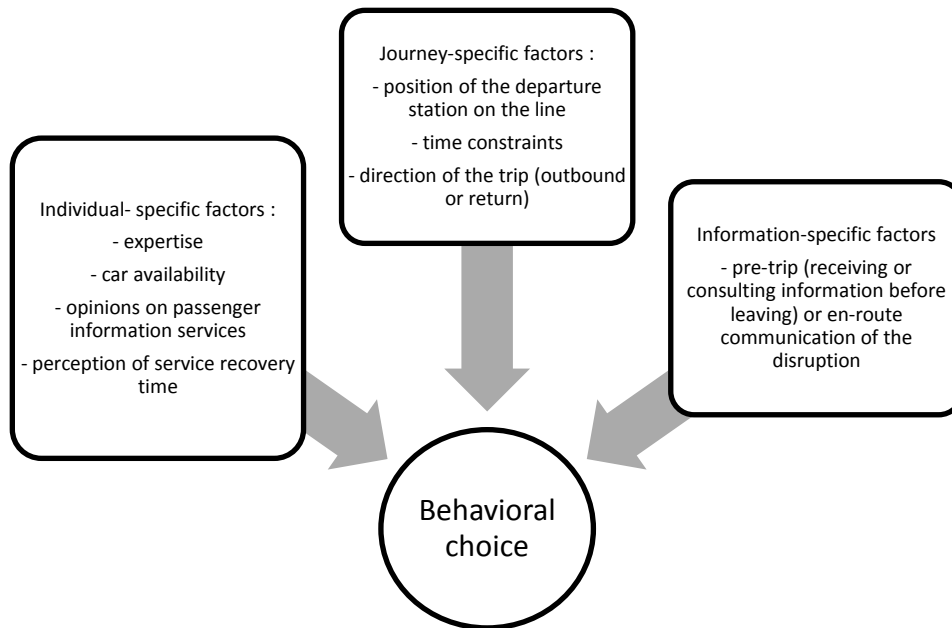 Journey-specific factors :
- position of the departure
station on the line
- time constraints
- direction of the trip (outbound
or return)
Individual- specific factors :
- expertise
- car availability
- opinions on passenger
information services
- perception of service recovery
time
Information-specific factors
- pre-trip (receiving or
consulting information before
leaving) or en-route
communication of the
disruption
Behavioral
choice